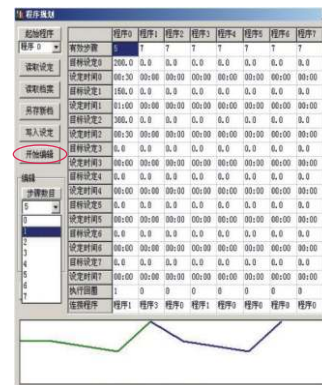 程序规划
起始程序
程序 0
读取设定
读取档案
另存新档
写入设定
开始编辑
编辑
步骤数目
5
0
1
2
3
4
5
6
7
程序0 程序1 程序2 程序3 程序4 程序5 程序6 程序7
有效步骤 5 7 7 7 7 7 7 7
目标设定0 200.0 0.0 0.0 0.0 0.0 0.0 0.0 0.0
设定时间0 00:30 00:00 00:00 00:00 00:00 00:00 00:00 00:00
目标设定1 150.0 0.0 0.0 0.0 0.0 0.0 0.0 0.0
设定时间1 01:00 00:00 00:00 00:00 00:00 00:00 00:00 00:00
目标设定2 300.0 0.0 0.0 0.0 0.0 0.0 0.0 0.0
设定时间2 00:30 00:00 00:00 00:00 00:00 00:00 00:00 00:00
目标设定3 0.0 0.0 0.0 0.0 0.0 0.0 0.0 0.0
设定时间3 00:00 00:00 00:00 00:00 00:00 00:00 00:00 00:00
目标设定4 0.0 0.0 0.0 0.0 0.0 0.0 0.0 0.0
设定时间4 00:00 00:00 00:00 00:00 00:00 00:00 00:00 00:00
目标设定5 0.0 0.0 0.0 0.0 0.0 0.0 0.0 0.0
设定时间5 00:00 00:00 00:00 00:00 00:00 00:00 00:00 00:00
目标设定6 0.0 0.0 0.0 0.0 0.0 0.0 0.0 0.0
设定时间6 00:00 00:00 00:00 00:00 00:00 00:00 00:00 00:00
目标设定7 0.0 0.0 0.0 0.0 0.0 0.0 0.0 0.0
设定时间7 00:00 00:00 00:00 00:00 00:00 00:00 00:00 00:00
执行回圈 1 0 0 0 0 0 0 0
连接程序 程序1 程序3 程序0 程序1 程序0 程序0 程序0 程序0